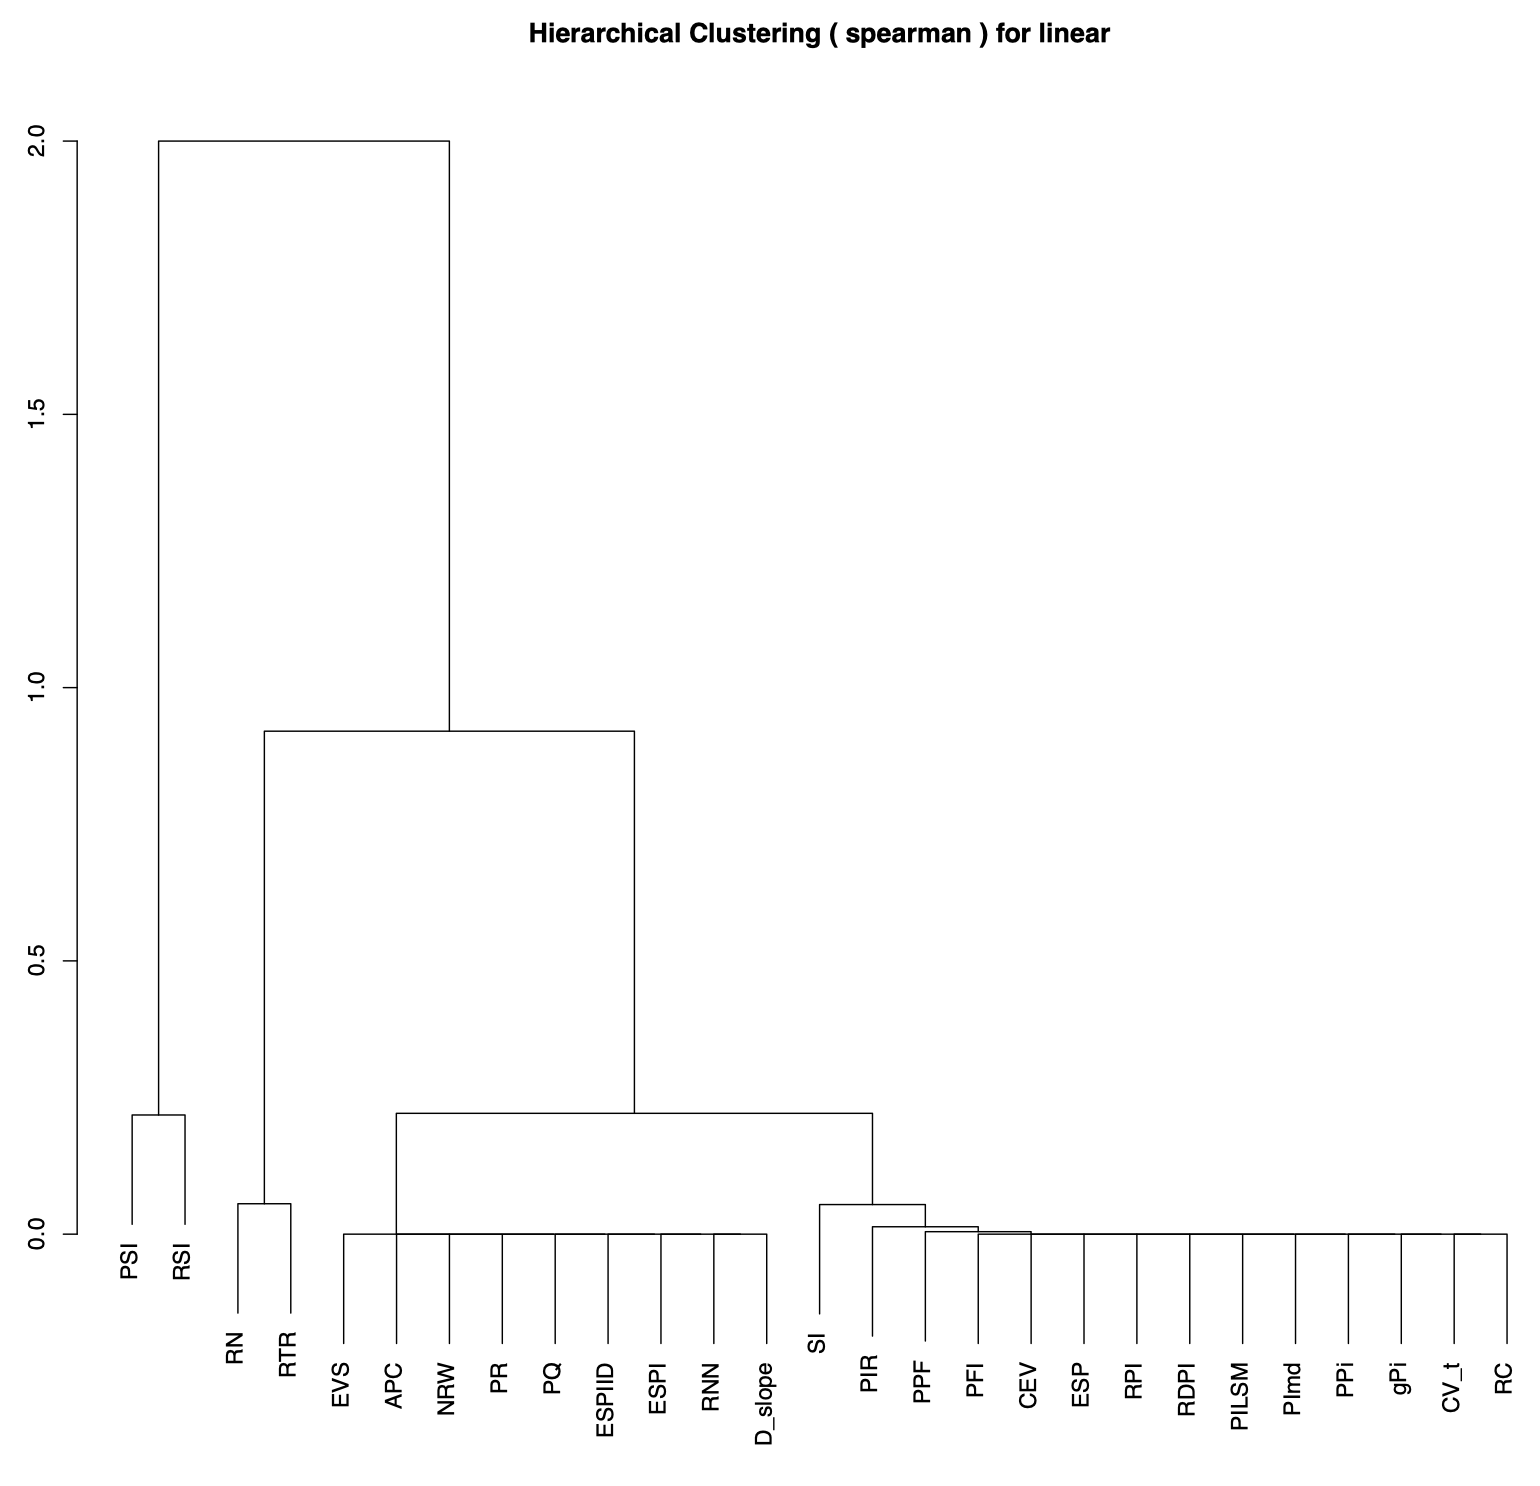 Hierarchical Clustering ( spearman ) for linear
2.0
1.5
1.0
0.5
0.0
PSI
RSI
RN
RTR
EVS
APC
NRW
PR
PQ
ESPIID
ESPI
RNN
D_slope
SI
PIR
PPF
PFI
CEV
ESP
RPI
RDPI
PILSM
PImd
PPi
gPi
CV_t
RC